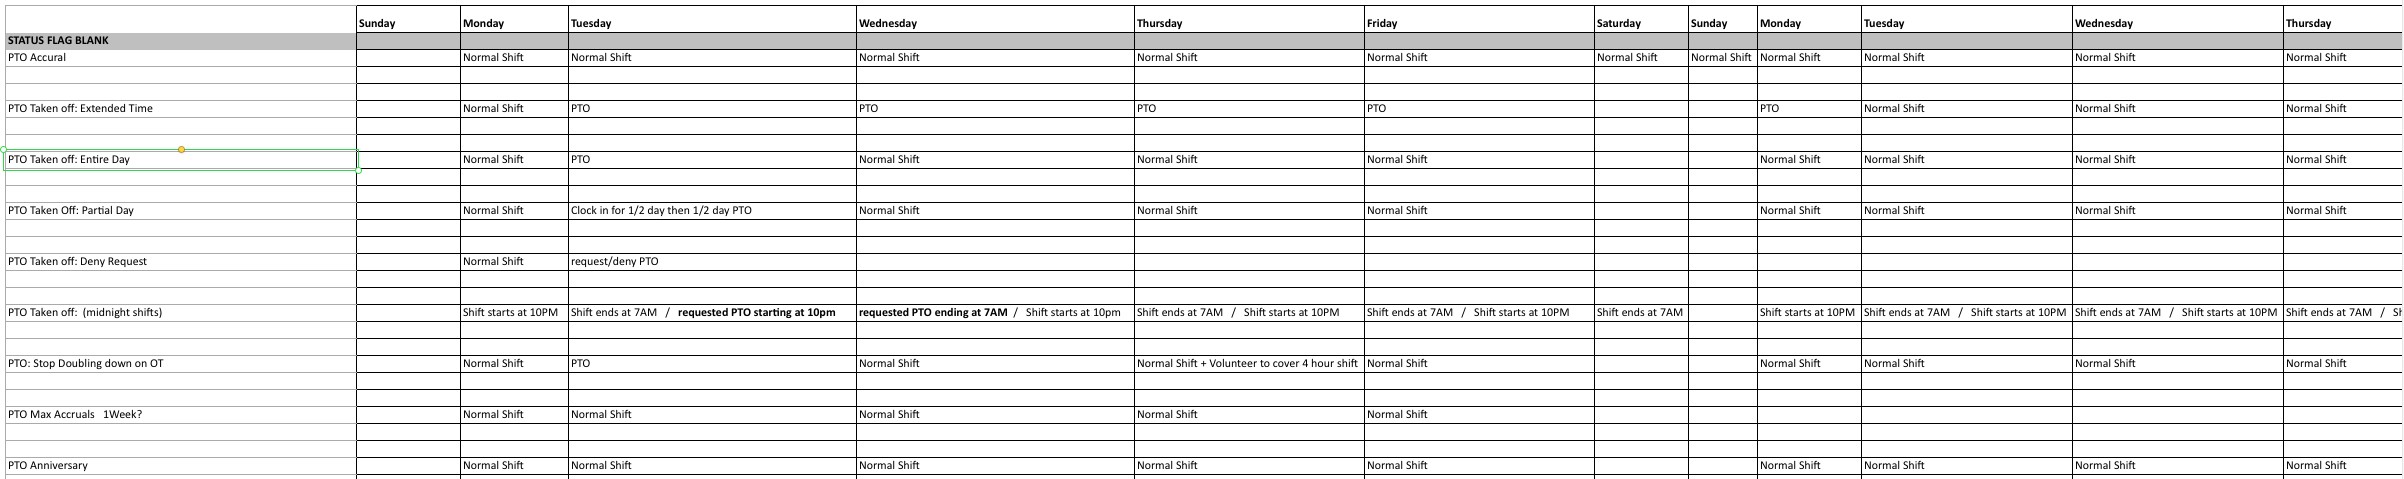 Sunday Monday Tuesday Wednesday Thursday Friday Saturday Sunday Monday Tuesday Wednesday Thursday
STATUS FLAG BLANK
PTO Accural Normal Shift Normal Shift Normal Shift Normal Shift Normal Shift Normal Shift Normal Shift Normal Shift Normal Shift Normal Shift Normal Shift
PTO Taken off: Extended Time Normal Shift PTO PTO PTO PTO PTO Normal Shift Normal Shift Normal Shift
PTO Taken off: Entire Day Normal Shift PTO Normal Shift Normal Shift Normal Shift Normal Shift Normal Shift Normal Shift Normal Shift
PTO Taken Off: Partial Day Normal Shift Clock in for 1/2 day then 1/2 day PTO Normal Shift Normal Shift Normal Shift Normal Shift Normal Shift Normal Shift Normal Shift
PTO Taken off: Deny Request Normal Shift request/deny PTO
PTO Taken off: (midnight shifts) Shift starts at 10PM Shift ends at 7AM / requested PTO starting at 10pm requested PTO ending at 7AM / Shift starts at 10pm Shift ends at 7AM / Shift starts at 10PM Shift ends at 7AM / Shift starts at 10PM Shift ends at 7AM Shift starts at 10PM Shift ends at 7AM / Shift starts at 10PM Shift ends at 7AM / Shift starts at 10PM Shift ends at 7AM /
PTO: Stop Doubling down on OT Normal Shift PTO Normal Shift Normal Shift + Volunteer to cover 4 hour shift Normal Shift Normal Shift Normal Shift Normal Shift Normal Shift
PTO Max Accruals 1Week? Normal Shift Normal Shift Normal Shift Normal Shift Normal Shift
PTO Anniversary Normal Shift Normal Shift Normal Shift Normal Shift Normal Shift Normal Shift Normal Shift Normal Shift Normal Shift